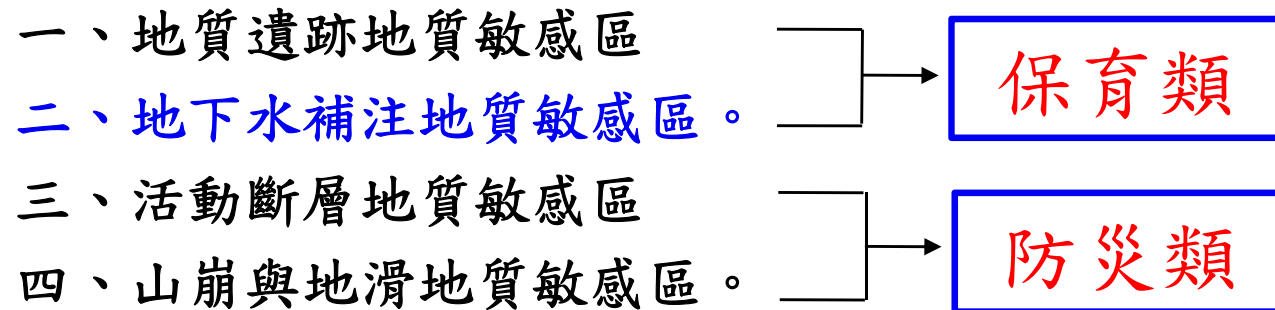 一、地質遺跡地質敏感區
二、地下水補注地質敏感區。
保育類
三、活動斷層地質敏感區
四、山崩與地滑地質敏感區。
防災類